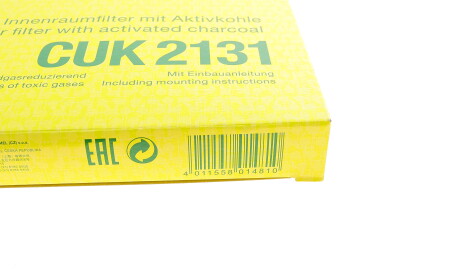 Innenraumfilter mit Aktivkohle
filter with activated charcoal
CUK 2131
Mit Einbauanleitung
of toxic gases Including mounting instructions
EAC
4 011558 014810